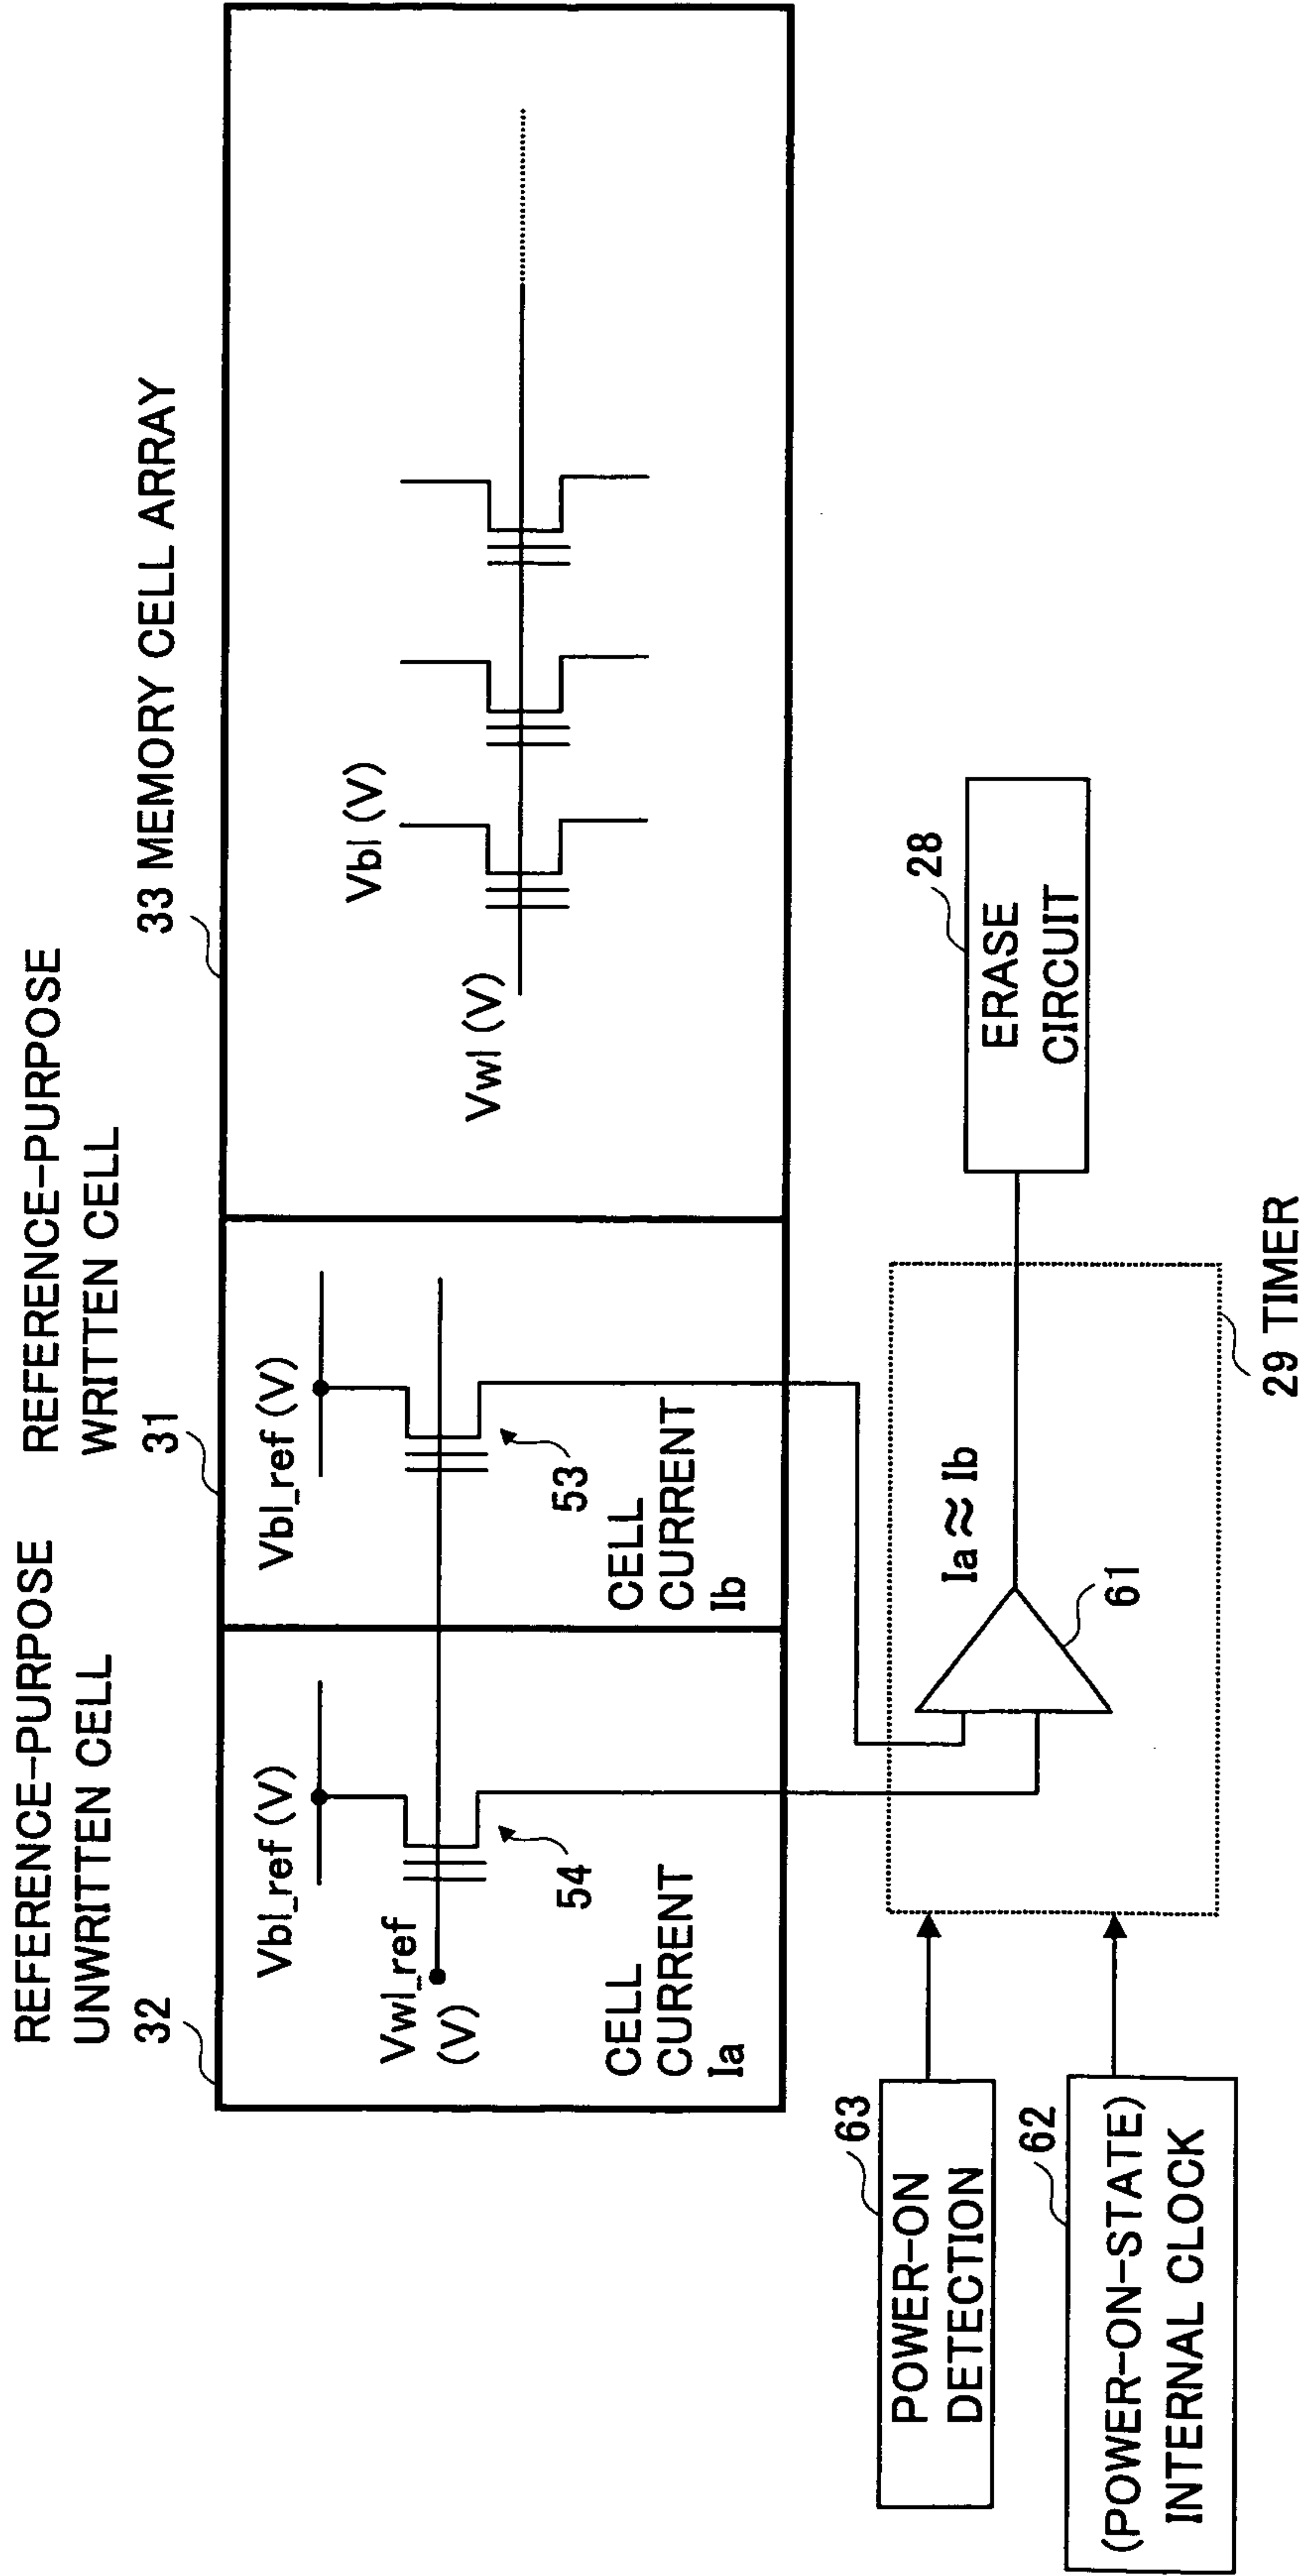 REFERENCE-PURPOSE
UNWRITTEN CELL
32
REFERENCE-PURPOSE
WRITTEN CELL
31
33 MEMORY CELL ARRAY
Vbl_ref (V)
Vwl_ref
(V)
54
CELL
CURRENT
Ia
Vbl_ref (V)
53
CELL
CURRENT
Ib
Vbl (V)
Vwl (V)
63
POWER-ON
DETECTION
62
(POWER-ON-STATE)
INTERNAL CLOCK
Ia ≈ Ib
61
29 TIMER
28
ERASE
CIRCUIT